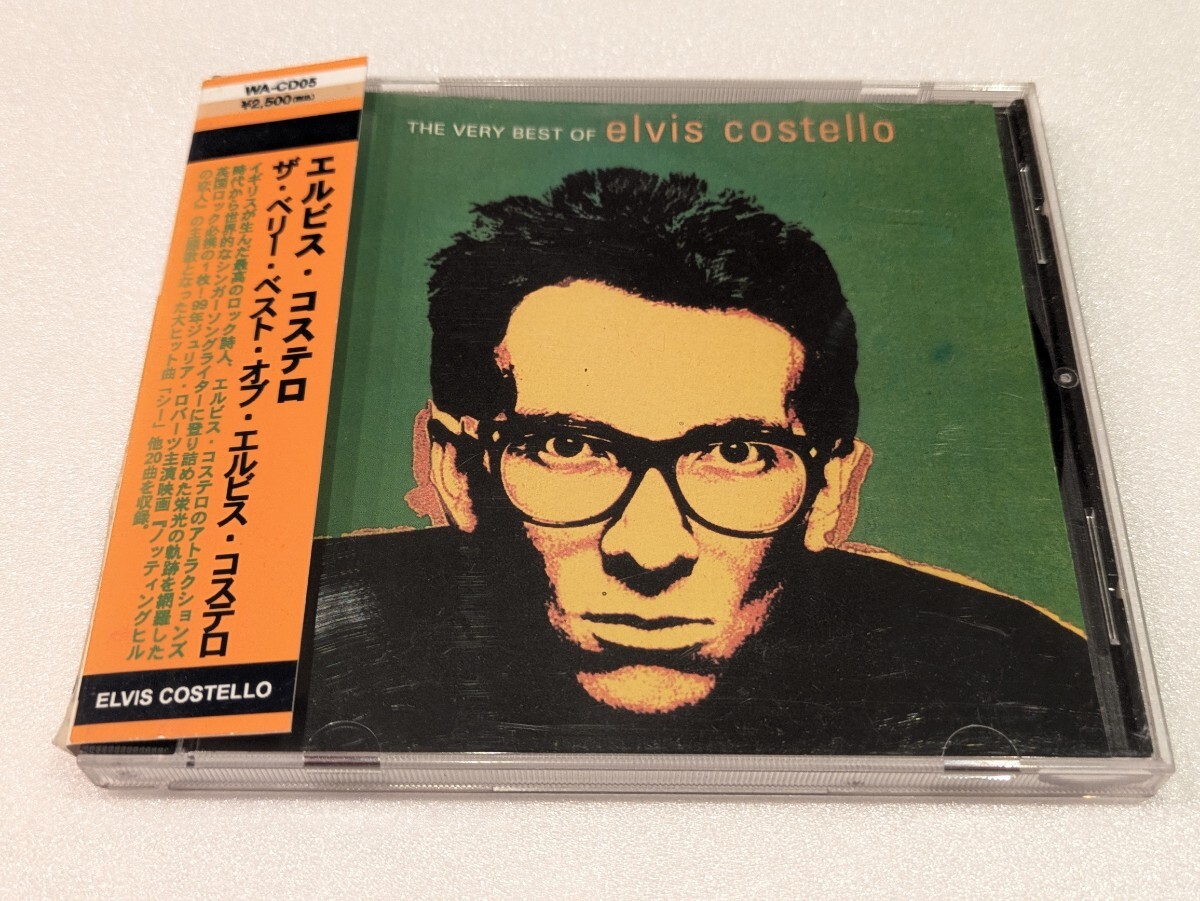 WA-CD05
¥2,500(税込)
エルビス・コステロ
ザ・ベリー・ベスト・オブ・エルビス・コステロ
イギリスが生んだ最高のロック詩人、エルビス・コステロのアトラクションズ
時代から世界的なシンガーソングライターに登り詰めた栄光の軌跡を網羅した
英国ロック必携の1枚!99年ジュリア・ロバーツ主演映画『ノッティングヒル
の恋人』の主題歌となった大ヒット曲「シー」他20曲を収録。
ELVIS COSTELLO
THE VERY BEST OF elvis costello